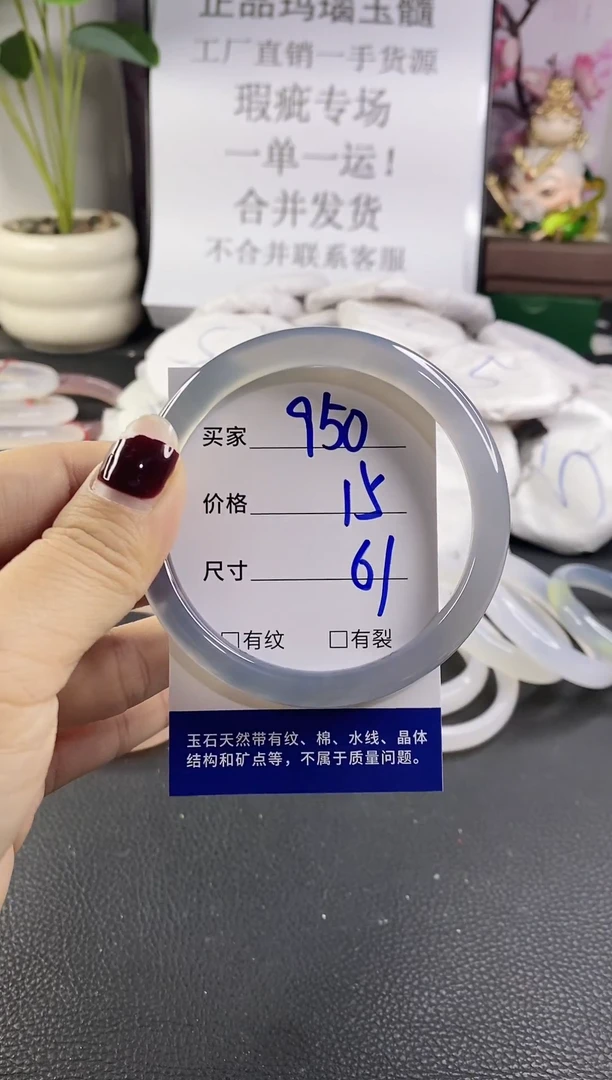 正品玛瑙玉髓
工厂直销一手货源
瑕疵专场
一单一运!
合并发货
不合并联系客服
买家 950
价格 15
尺寸 61
□有纹 □有裂
玉石天然带有纹、棉、水线、晶体
结构和矿点等，不属于质量问题。